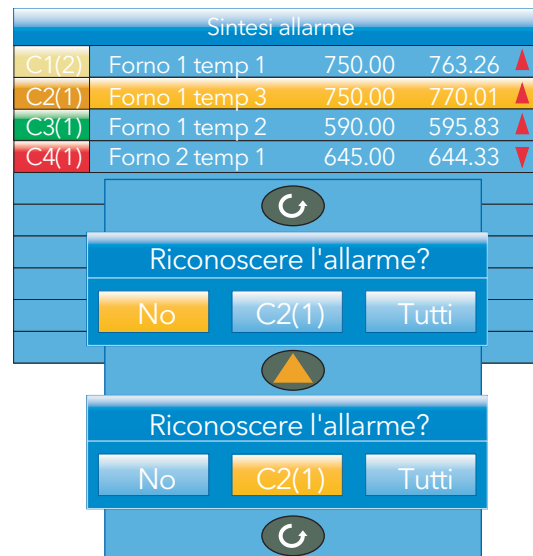 Sintesi allarme
C1(2) Forno 1 temp 1 750.00 763.26
C2(1) Forno 1 temp 3 750.00 770.01
C3(1) Forno 1 temp 2 590.00 595.83
C4(1) Forno 2 temp 1 645.00 644.33
Riconoscere l'allarme?
No C2(1) Tutti
Riconoscere l'allarme?
No C2(1) Tutti